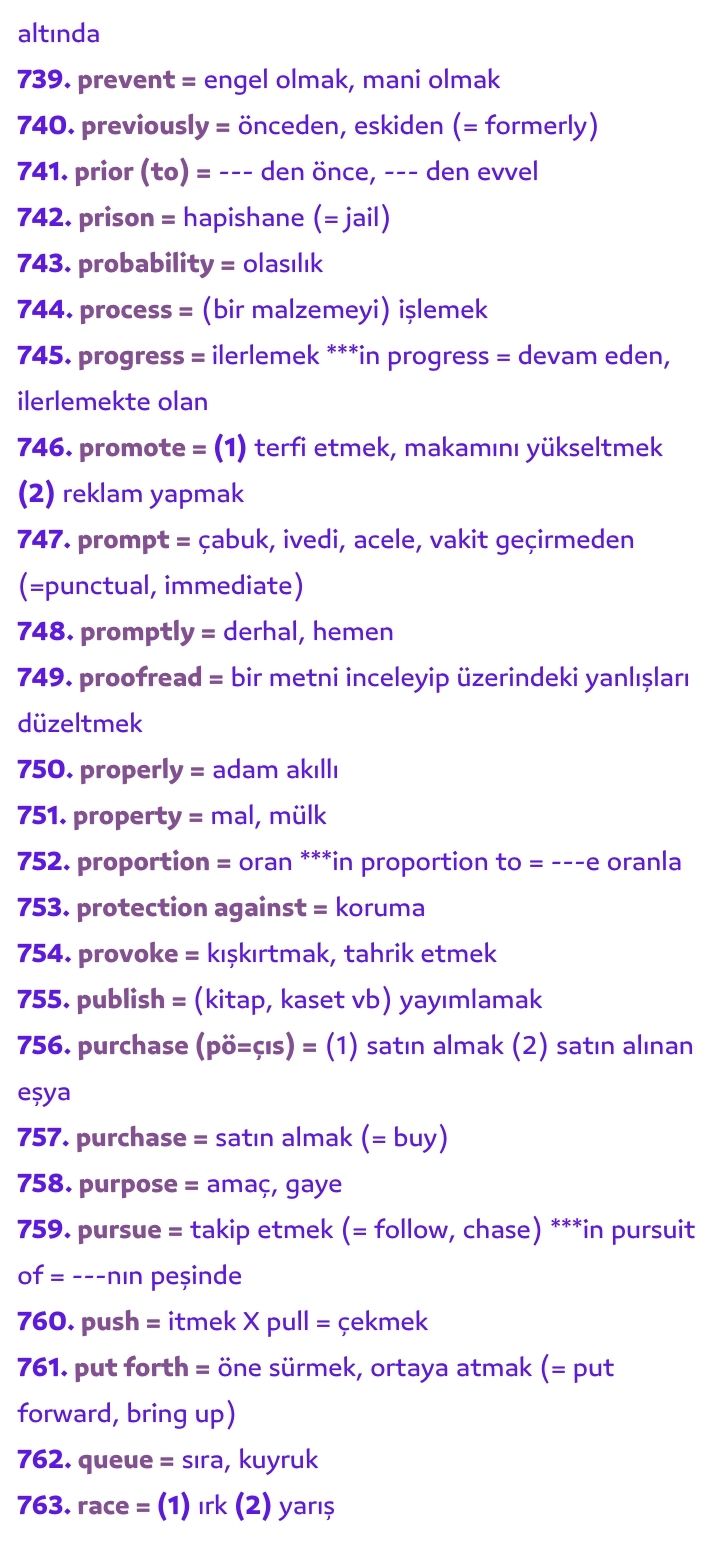 altında
739. prevent = engel olmak, mani olmak
740. previously = önceden, eskiden (= formerly)
741. prior (to) = --- den önce, --- den evvel
742. prison = hapishane (= jail)
743. probability = olasılık
744. process = (bir malzemeyi) işlemek
745. progress = ilerlemek ***in progress = devam eden,
ilerlemekte olan
746. promote = (1) terfi etmek, makamını yükseltmek
(2) reklam yapmak
747. prompt = çabuk, ivedi, acele, vakit geçirmeden
(=punctual, immediate)
748. promptly = derhal, hemen
749. proofread = bir metni inceleyip üzerindeki yanlışları
düzeltmek
750. properly = adam akıllı
751. property = mal, mülk
752. proportion = oran ***in proportion to = ---e oranla
753. protection against = koruma
754. provoke = kışkırtmak, tahrik etmek
755. publish = (kitap, kaset vb) yayımlamak
756. purchase (pö=çıs) = (1) satın almak (2) satın alınan
eşya
757. purchase = satın almak (= buy)
758. purpose = amaç, gaye
759. pursue = takip etmek (= follow, chase) ***in pursuit
of = ---nın peşinde
760. push = itmek X pull = çekmek
761. put forth = öne sürmek, ortaya atmak (= put
forward, bring up)
762. queue = sıra, kuyruk
763. race = (1) ırk (2) yarış